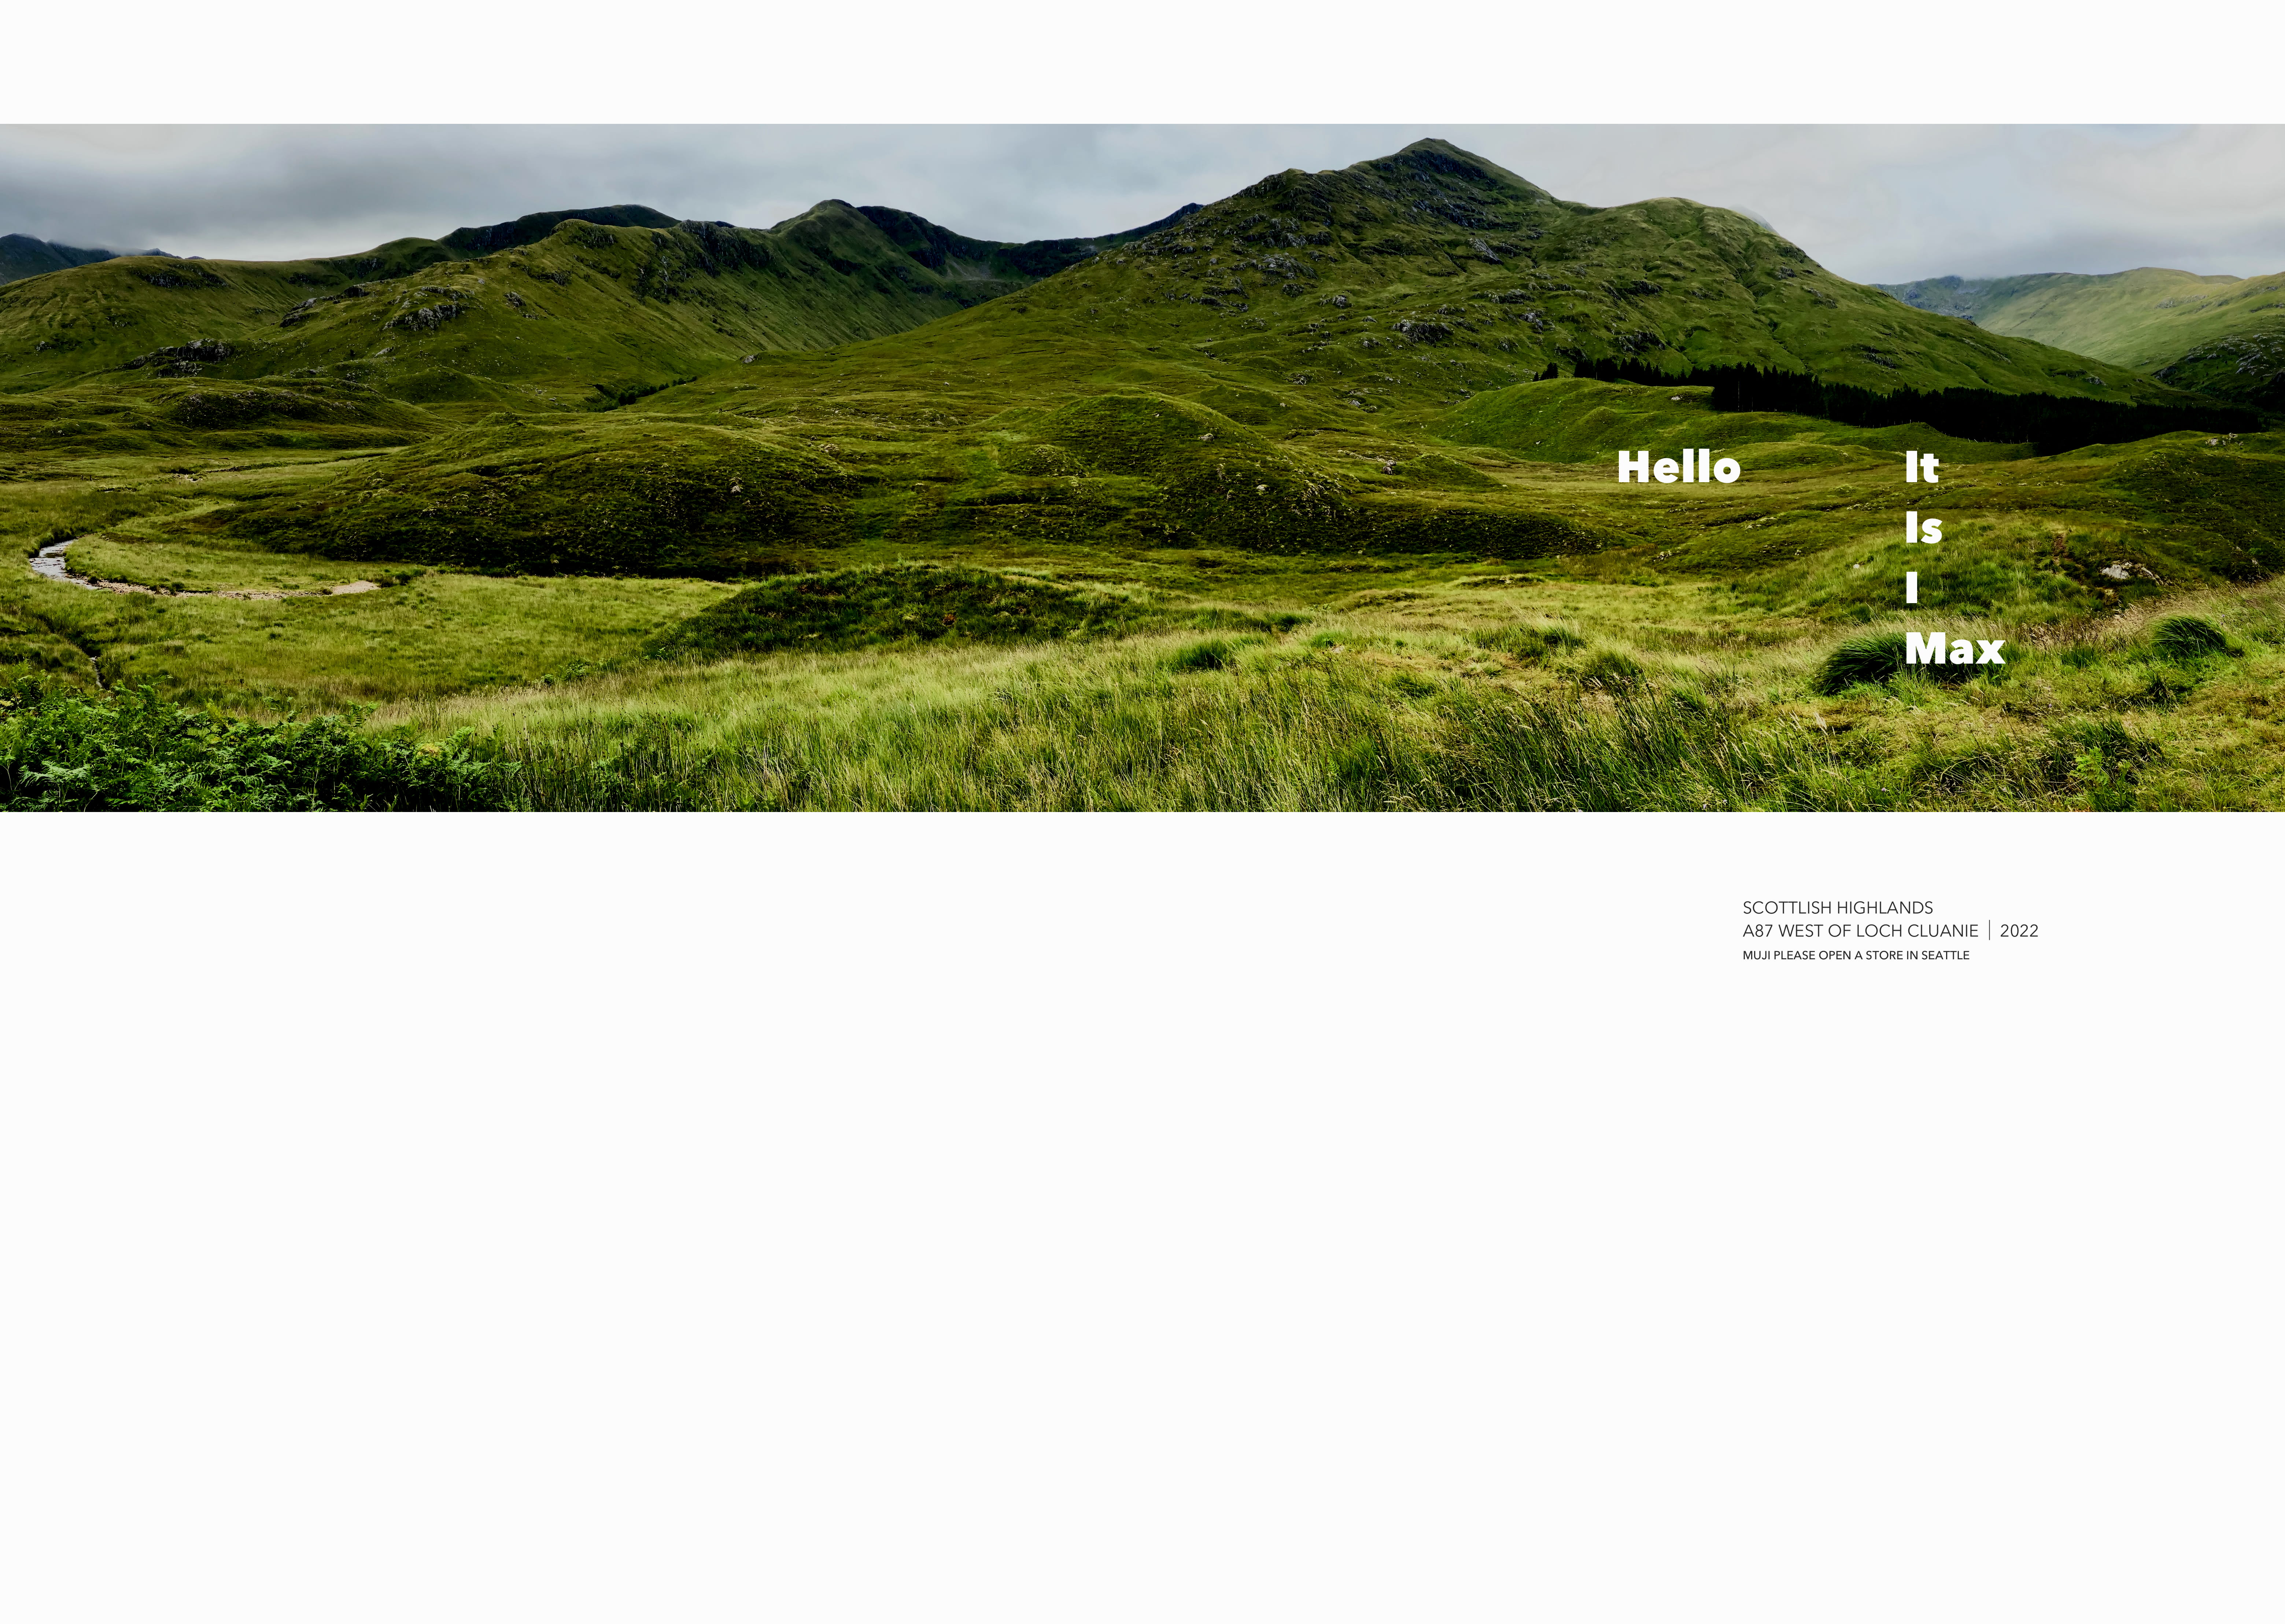 Hello
It
Is
I
Max
SCOTTLISH HIGHLANDS
A87 WEST OF LOCH CLUANIE | 2022
MUJI PLEASE OPEN A STORE IN SEATTLE